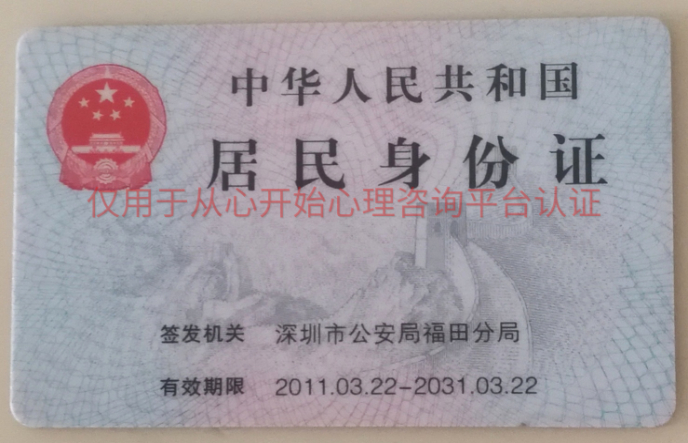 中华人民共和国
居民身份证
仅用于从心开始心理咨询平台认证
签发机关 深圳市公安局福田分局
有效期限 2011.03.22-2031.03.22